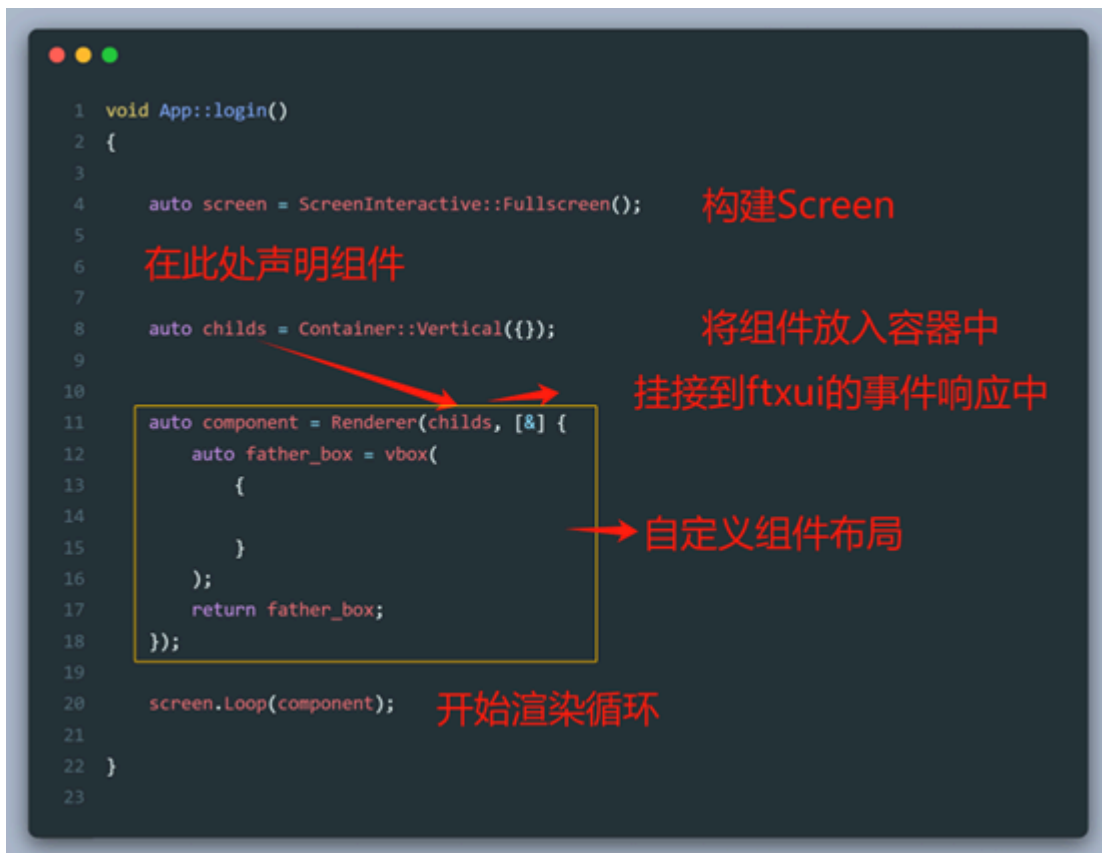 1 void App::login()
2 {
3
4 auto screen = ScreenInteractive::Fullscreen(); 构建Screen
5
6 在此处声明组件
7
8 auto childs = Container::Vertical({}); 将组件放入容器中
9
10 挂接到ftxui的事件响应中
11 auto component = Renderer(childs, [&] {
12 auto father_box = vbox(
13 {
14 自定义组件布局
15 }
16 );
17 return father_box;
18 });
19
20 screen.Loop(component); 开始渲染循环
21
22 }
23